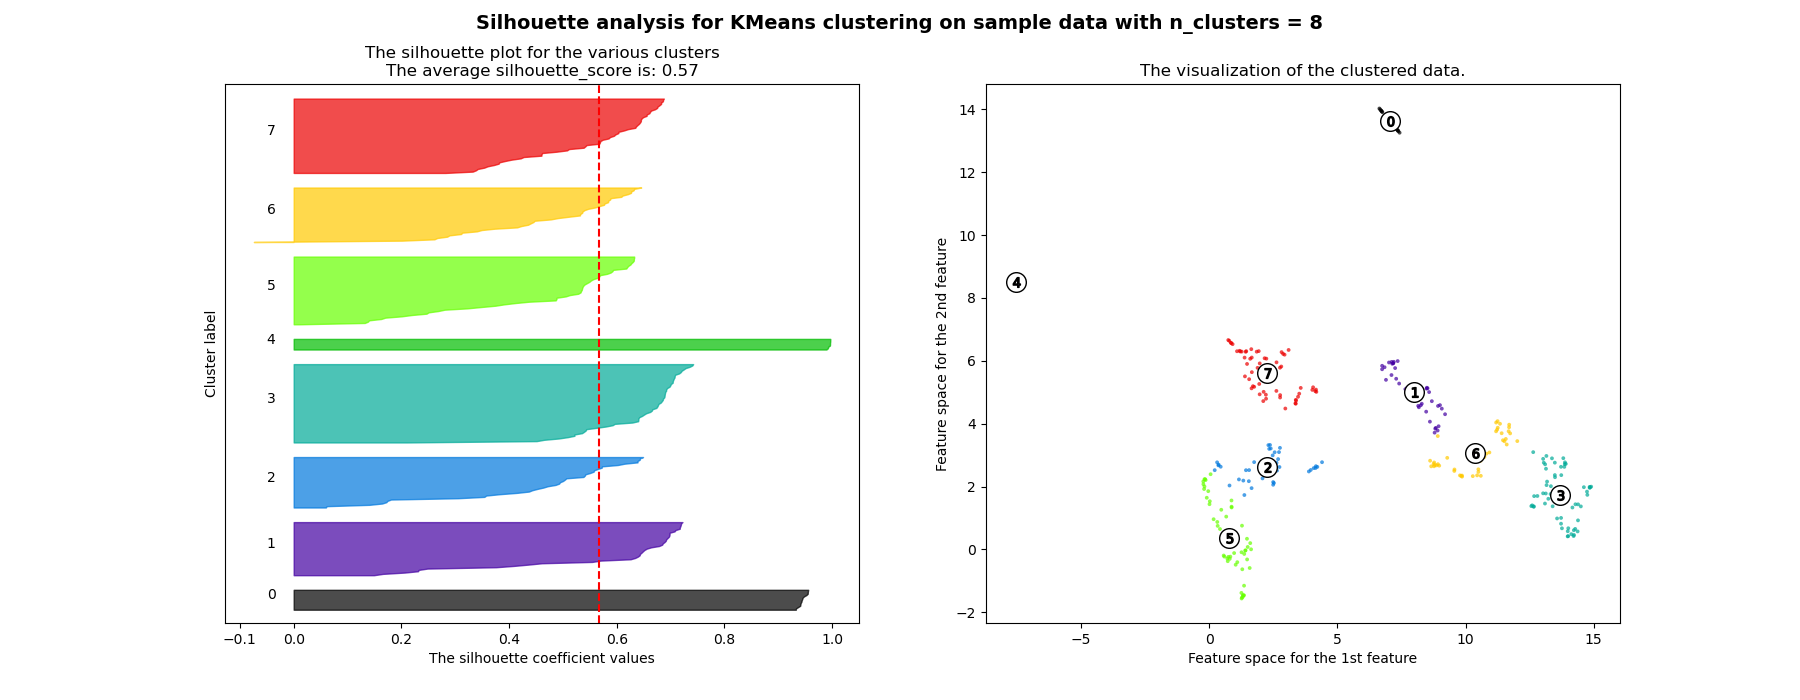 Silhouette analysis for KMeans clustering on sample data with n_clusters = 8
The silhouette plot for the various clusters
The average silhouette_score is: 0.57
7
6
5
4
3
2
1
0
Cluster label
−0.1 0.0 0.2 0.4 0.6 0.8 1.0
The silhouette coefficient values
The visualization of the clustered data.
14
12
10
8
6
4
2
0
−2
Feature space for the 2nd feature
0
4
7
1
6
2
3
5
−5 0 5 10 15
Feature space for the 1st feature